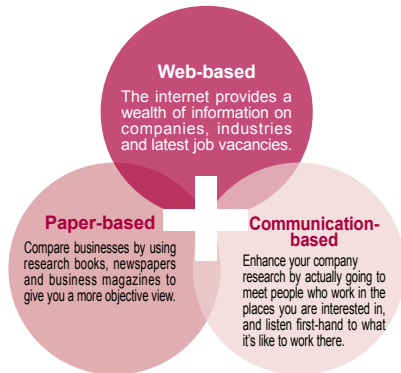 Web-based
The internet provides a
wealth of information on
companies, industries
and latest job vacancies.
Paper-based
Compare businesses by using
research books, newspapers
and business magazines to
give you a more objective view.
Communication-
based
Enhance your company
research by actually going to
meet people who work in the
places you are interested in,
and listen first-hand to what
it's like to work there.